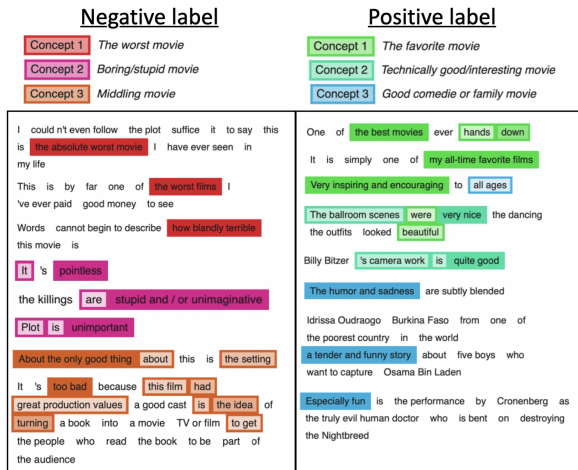 Negative label
Concept 1 The worst movie
Concept 2 Boring/stupid movie
Concept 3 Middling movie
I could n't even follow the plot suffice it to say this
is the absolute worst movie I have ever seen in
my life
This is by far one of the worst films I
've ever paid good money to see
Words cannot begin to describe how blandly terrible
this movie is
It 's pointless
the killings are stupid and / or unimaginative
Plot is unimportant
About the only good thing about this is the setting
It 's too bad because this film had
great production values a good cast is the idea of
turning a book into a movie TV or film to get
the people who read the book to be part of
the audience
Positive label
Concept 1 The favorite movie
Concept 2 Technically good/interesting movie
Concept 3 Good comedie or family movie
One of the best movies ever hands down
It is simply one of my all-time favorite films
Very inspiring and encouraging to all ages
The ballroom scenes were very nice the dancing
the outfits looked beautiful
Billy Bitzer 's camera work is quite good
The humor and sadness are subtly blended
Idrissa Oudraogo Burkina Faso from one of
the poorest country in the world
a tender and funny story about five boys who
want to capture Osama Bin Laden
Especially fun is the performance by Cronenberg as
the truly evil human doctor who is bent on destroying
the Nightbreed